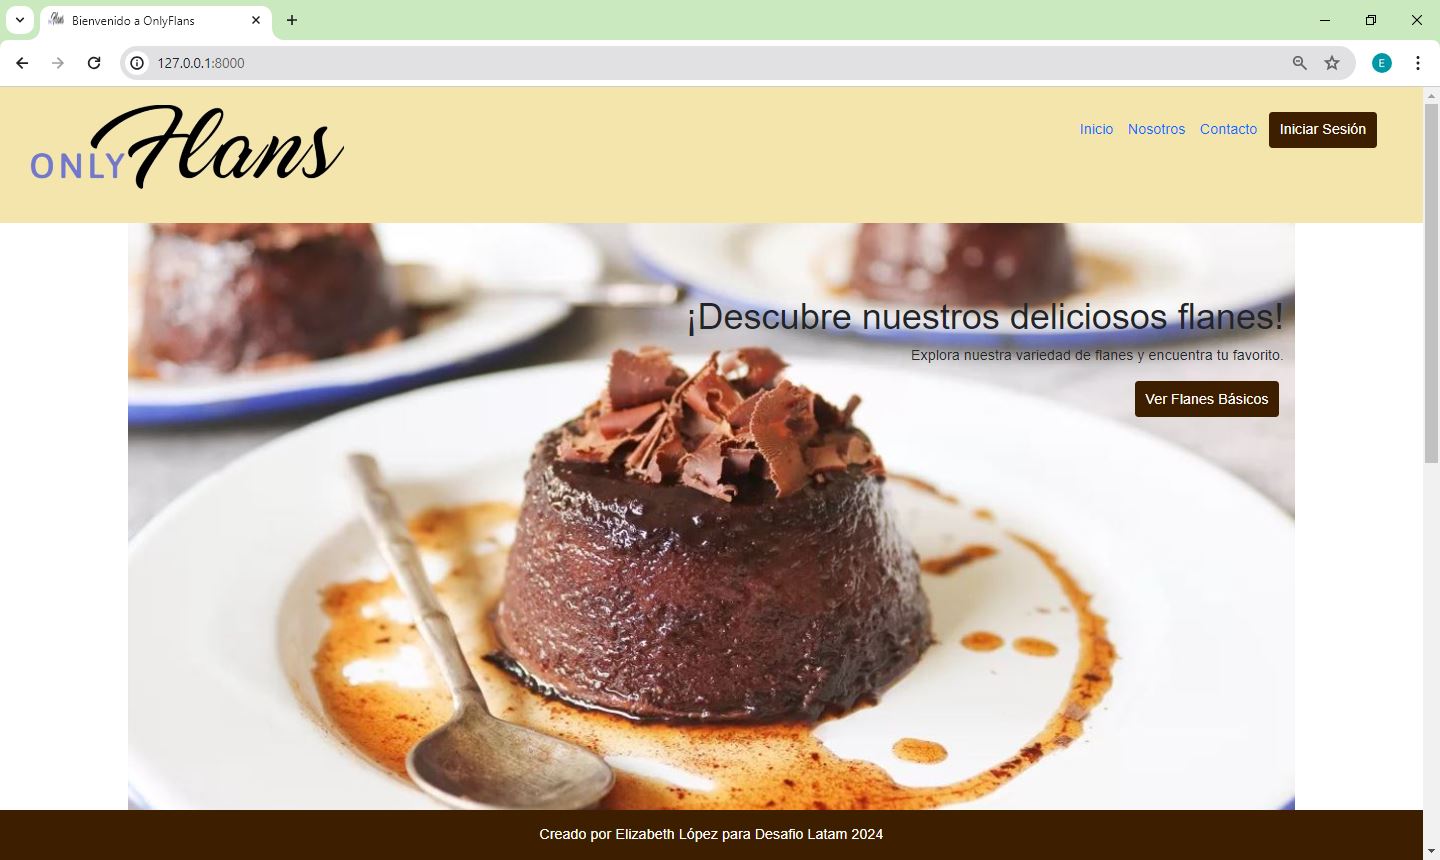 Bienvenido a OnlyFlans
127.0.0.1:8000
E
ONLY Flans
Inicio Nosotros Contacto Iniciar Sesión
¡Descubre nuestros deliciosos flanes!
Explora nuestra variedad de flanes y encuentra tu favorito.
Ver Flanes Básicos
Creado por Elizabeth López para Desafio Latam 2024